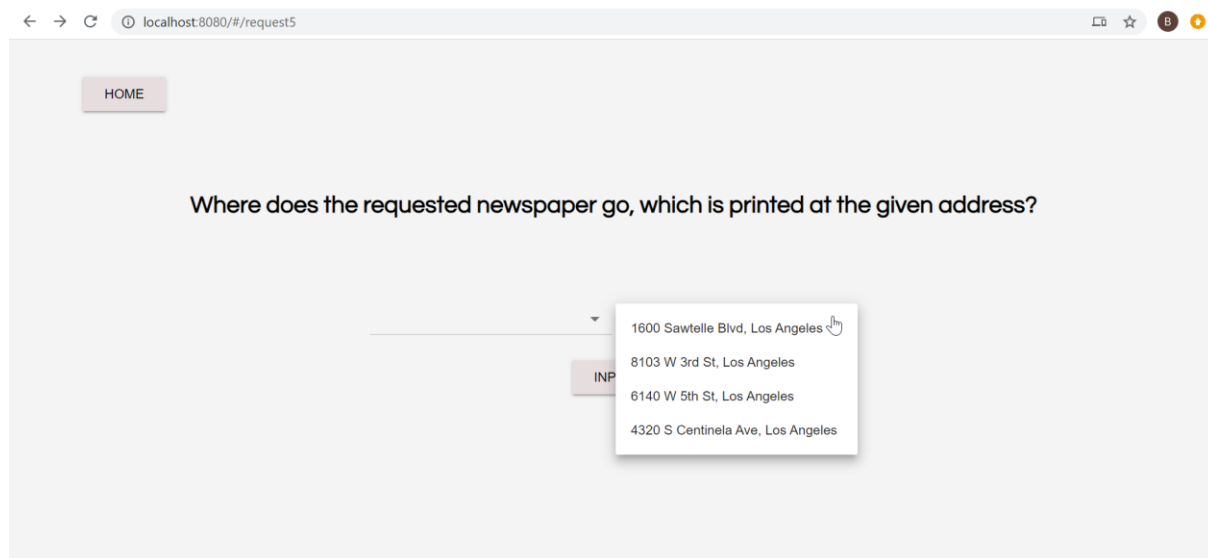 localhost:8080/#/request5
B
HOME
Where does the requested newspaper go, which is printed at the given address?
1600 Sawtelle Blvd, Los Angeles
8103 W 3rd St, Los Angeles
INP
6140 W 5th St, Los Angeles
4320 S Centinela Ave, Los Angeles